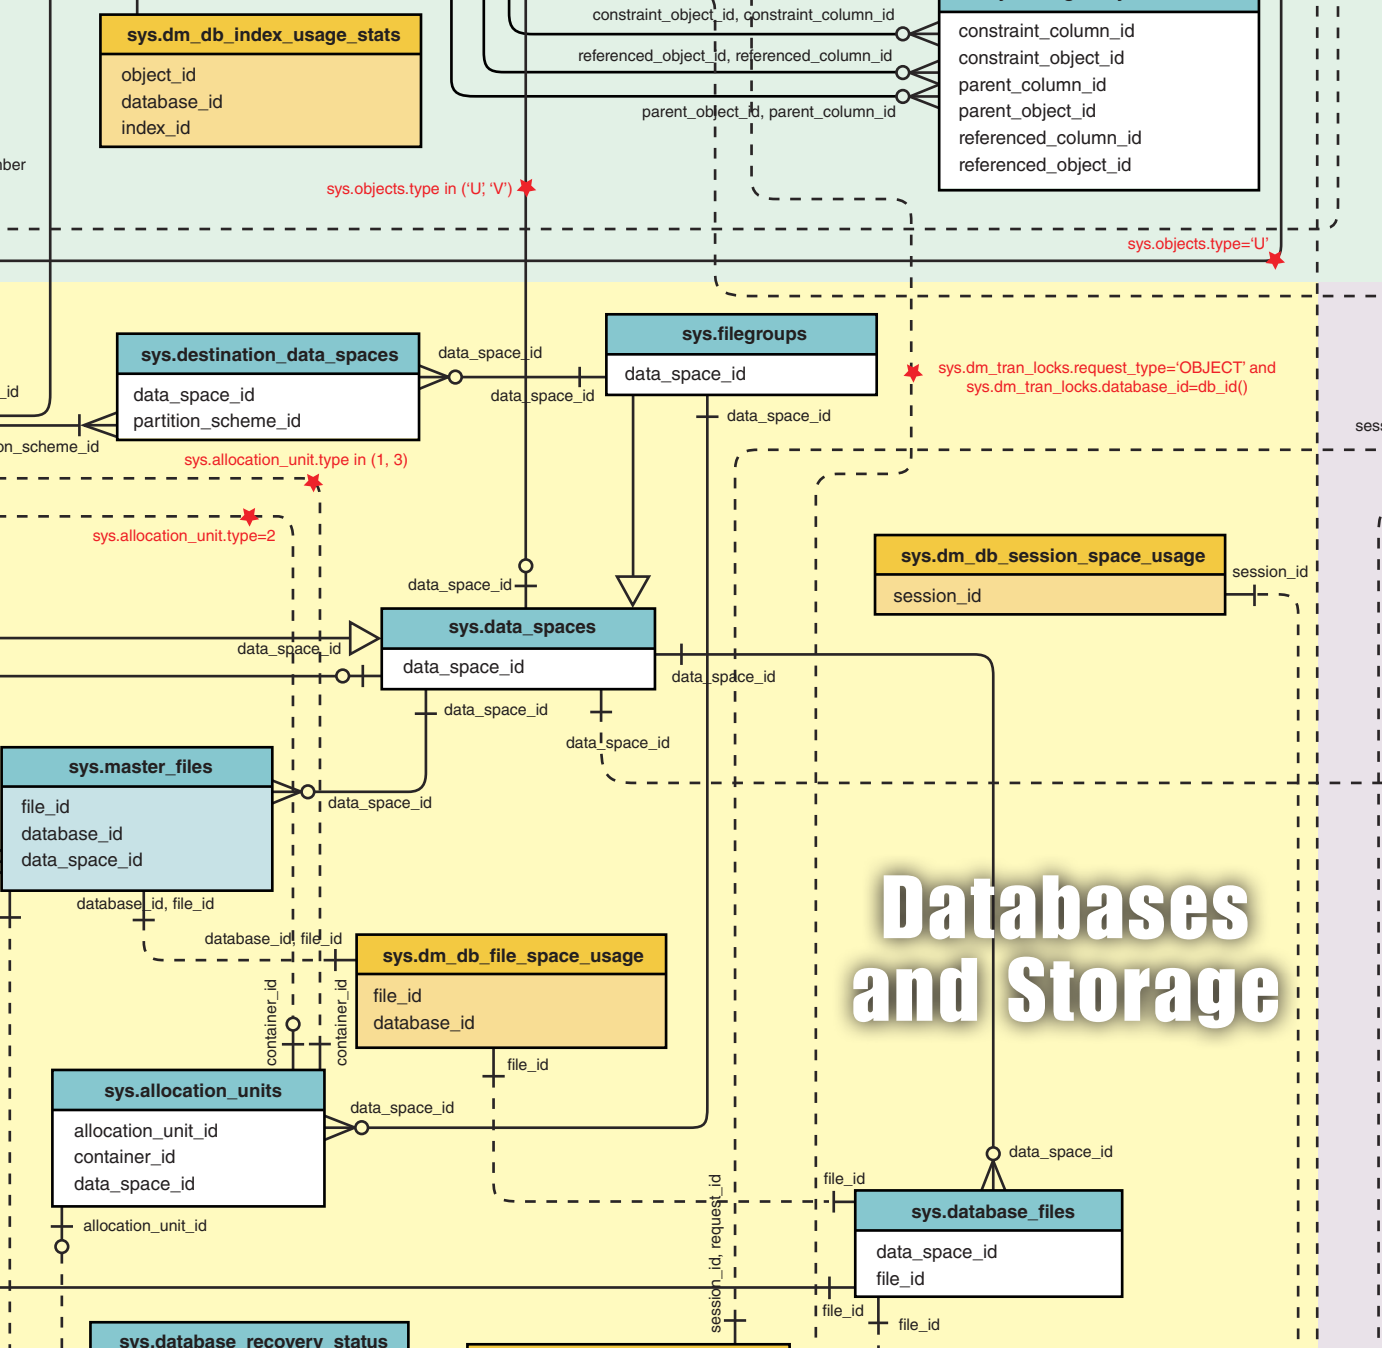 constraint_object_id, constraint_column_id
sys.dm_db_index_usage_stats
object_id
database_id
index_id
constraint_column_id
constraint_object_id
parent_column_id
parent_object_id
referenced_column_id
referenced_object_id
referenced_object_id, referenced_column_id
parent_object_id, parent_column_id
sys.objects.type in ('U', 'V')
sys.objects.type='U'
sys.destination_data_spaces
data_space_id
partition_scheme_id
data_space_id
data_space_id
sys.filegroups
data_space_id
data_space_id
sys.dm_tran_locks.request_type='OBJECT' and
sys.dm_tran_locks.database_id=db_id()
_id
on_scheme_id
sys.allocation_unit.type in (1, 3)
sys.allocation_unit.type=2
sys.dm_db_session_space_usage
session_id
session_id
data_space_id
sys.data_spaces
data_space_id
data_space_id
data_space_id
data_space_id
data_space_id
sys.master_files
file_id
database_id
data_space_id
data_space_id
database_id, file_id
database_id, file_id
sys.dm_db_file_space_usage
file_id
database_id
Databases
and Storage
container_id
container_id
file_id
sys.allocation_units
allocation_unit_id
container_id
data_space_id
data_space_id
allocation_unit_id
data_space_id
file_id
sys.database_files
data_space_id
file_id
session_id, request_id
file_id
file_id
sys.database_recovery_status